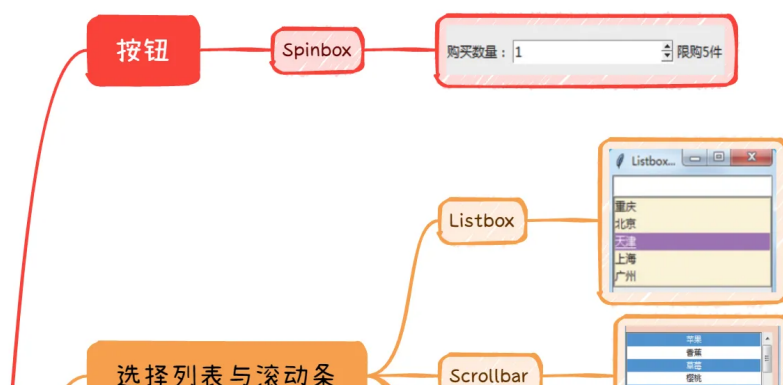 按钮
Spinbox
购买数量：1 限购5件
Listbox...
重庆
北京
Listbox
天津
上海
广州
选择列表与滚动条
Scrollbar
苹果
香蕉
草莓
樱桃